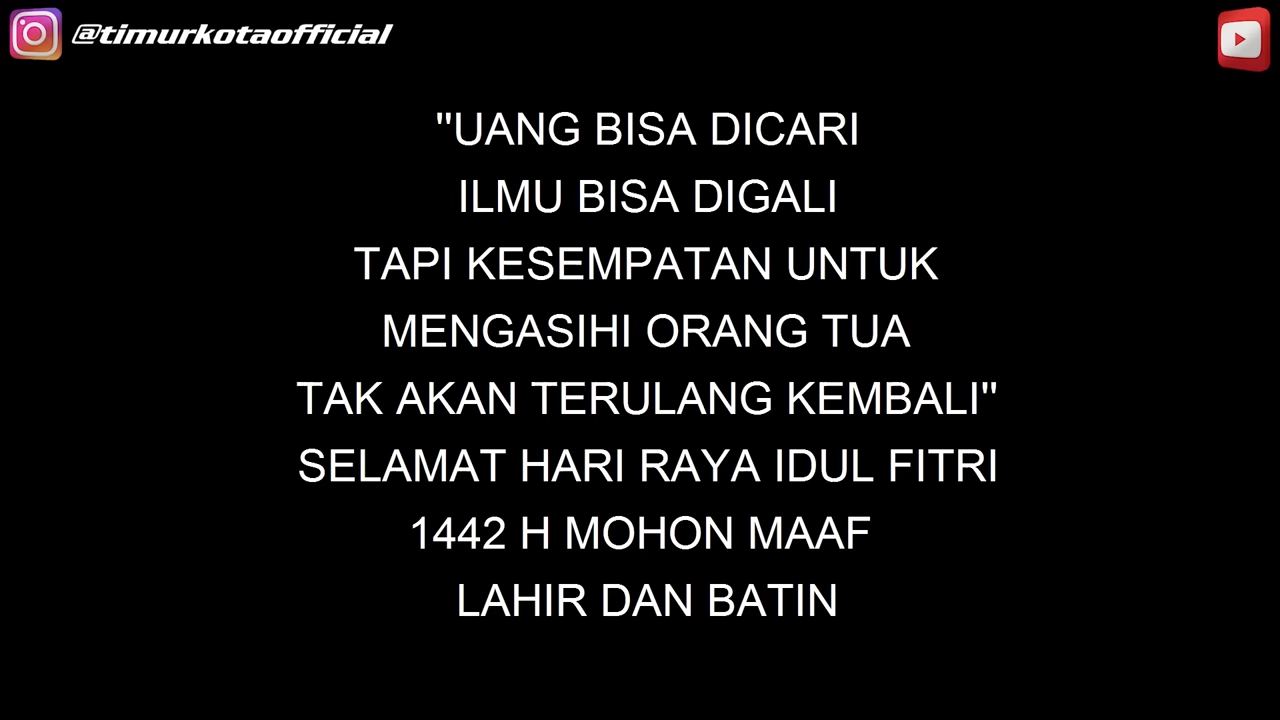 @timurkotaofficial
"UANG BISA DICARI
ILMU BISA DIGALI
TAPI KESEMPATAN UNTUK
MENGASIHI ORANG TUA
TAK AKAN TERULANG KEMBALI"
SELAMAT HARI RAYA IDUL FITRI
1442 H MOHON MAAF
LAHIR DAN BATIN